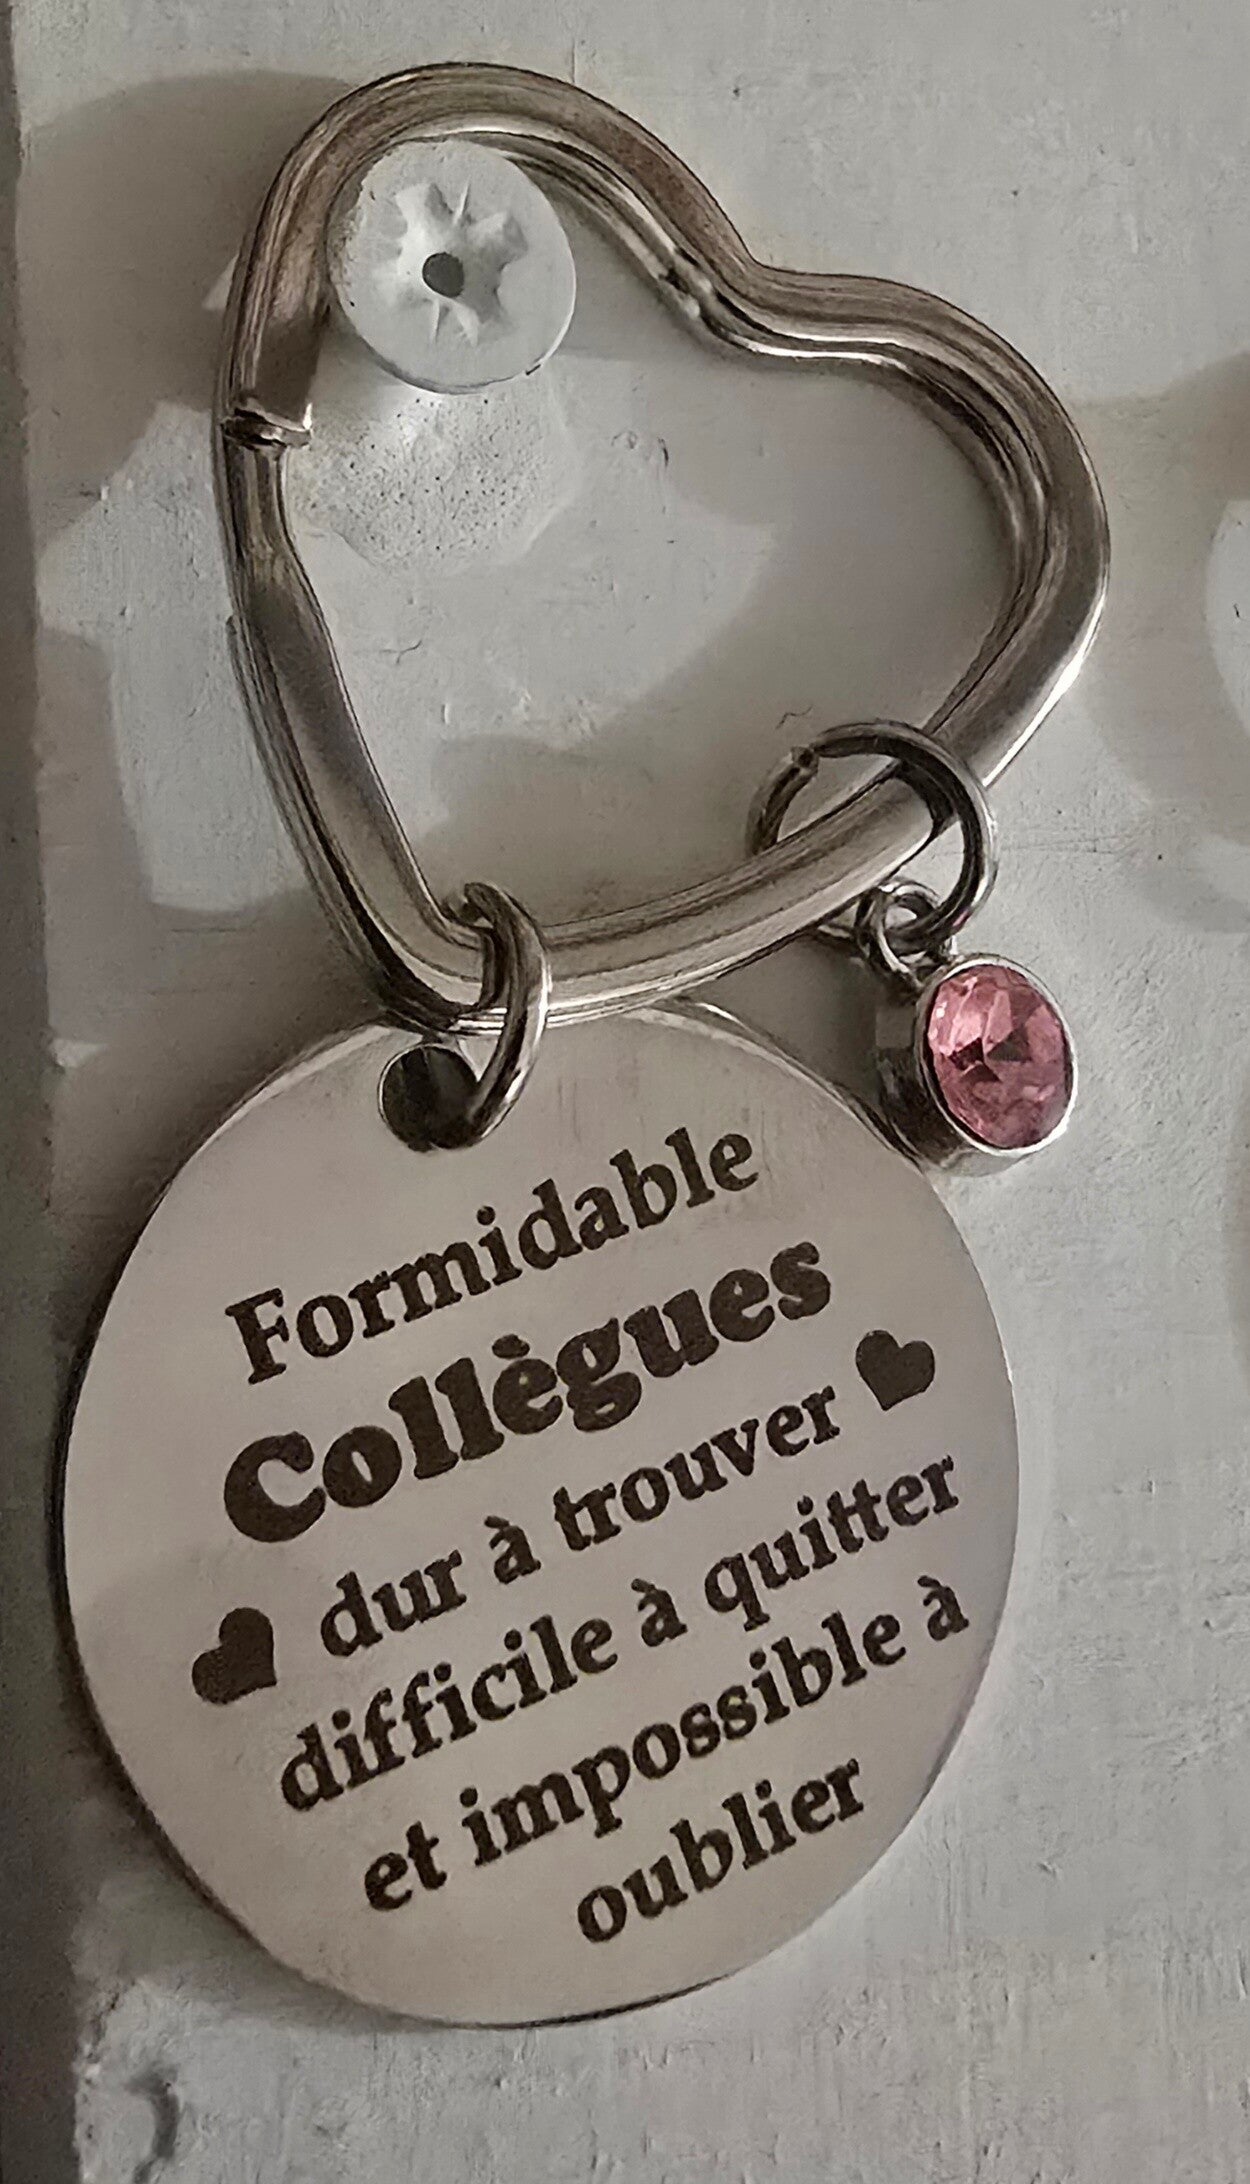 Formidable
Collègues
dur à trouver
difficile à quitter
et impossible à
oublier